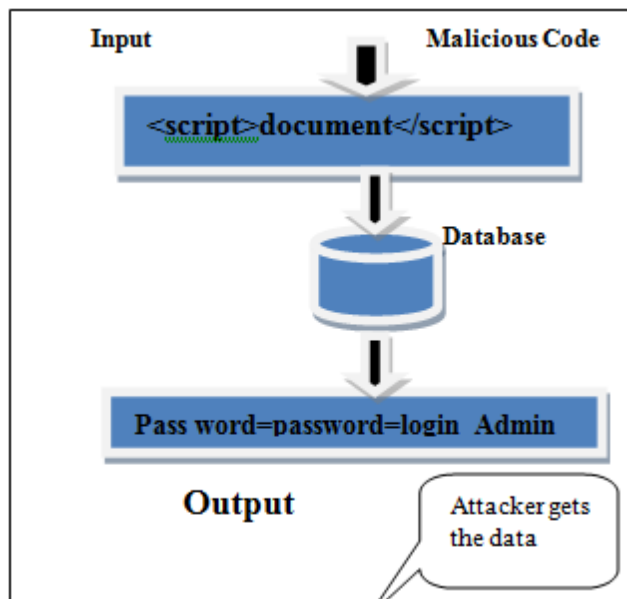 Input Malicious Code
<script>document</script>
Database
Pass word=password=login Admin
Output
Attacker gets
the data